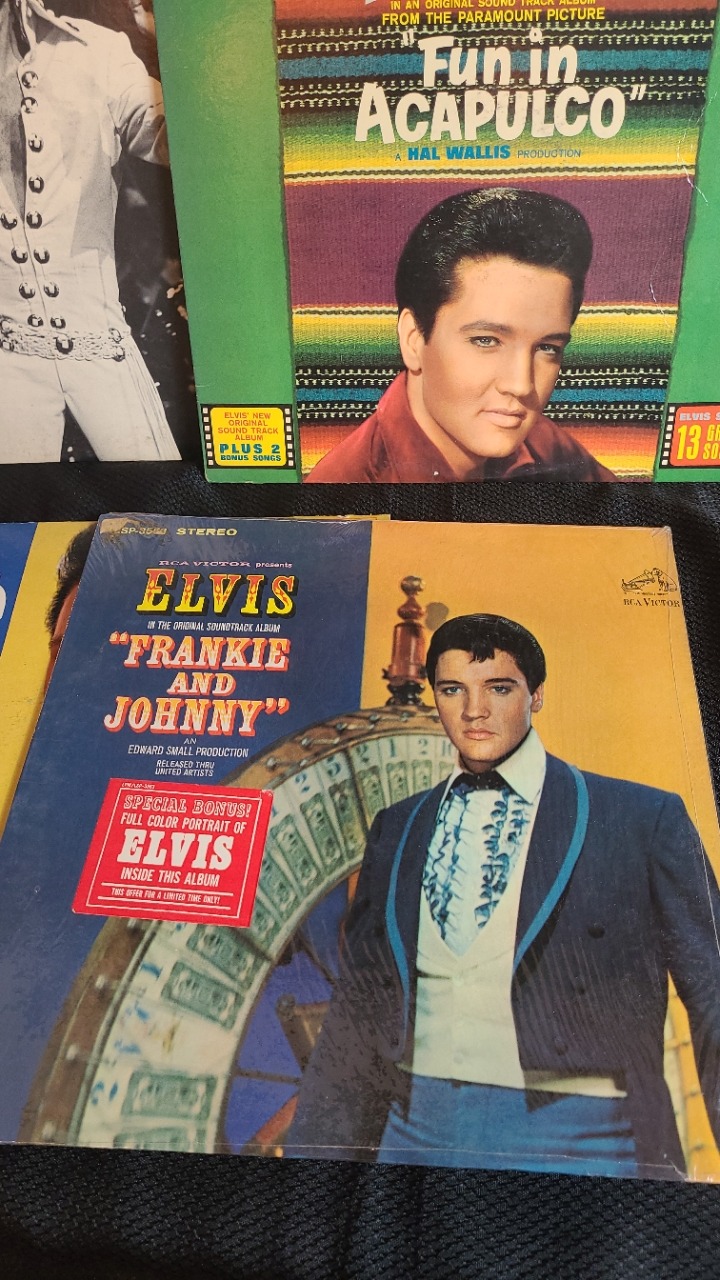 IN AN ORIGINAL SOUND TRACK ALBUM
FROM THE PARAMOUNT PICTURE
"Fun in
ACAPULCO"
A HAL WALLIS PRODUCTION
ELVIS' NEW
ORIGINAL
SOUND TRACK
ALBUM
PLUS 2
BONUS SONGS
ELVIS S
13 GR
SO
STEREO
RCA VICTOR presents
ELVIS
IN THE ORIGINAL SOUNDTRACK ALBUM
"FRANKIE
AND
JOHNNY"
AN
EDWARD SMALL PRODUCTION
RELEASED THRU
UNITED ARTISTS
RCA VICTOR
SPECIAL BONUS!
FULL COLOR PORTRAIT OF
ELVIS
INSIDE THIS ALBUM
THIS OFFER FOR A LIMITED TIME ONLY!